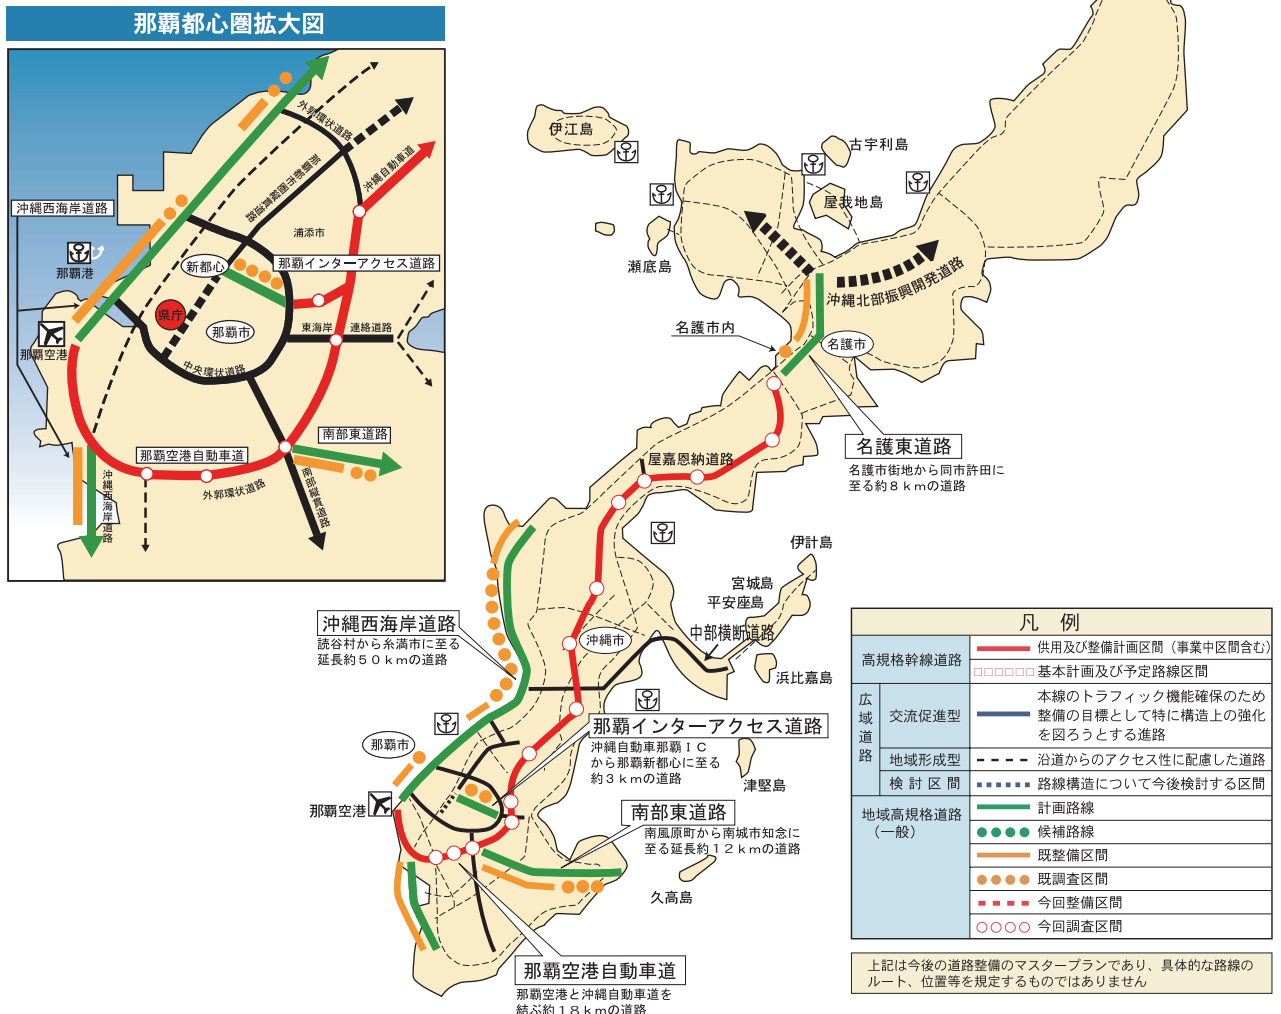 那覇都心圏拡大図
外郭環状道路
那覇都市圏縦貫道路
沖縄自動車道
沖縄西海岸道路
浦添市
新都心
那覇インターアクセス道路
那覇港
県庁
那覇市
東海岸 連絡道路
那覇空港
中央環状道路
南部東道路
那覇空港自動車道
沖縄西海岸道路
外郭環状道路
南部縦貫道路
伊江島
古宇利島
屋我地島
瀬底島
沖縄北部振興開発道路
名護市内
名護市
名護東道路
名護市街地から同市許田に
至る約8kmの道路
屋嘉恩納道路
伊計島
宮城島
平安座島
中部横断道路
浜比嘉島
沖縄市
沖縄西海岸道路
読谷村から糸満市に至る
延長約50kmの道路
那覇インターアクセス道路
沖縄自動車那覇IC
から那覇新都心に至る
約3kmの道路
那覇市
津堅島
那覇空港
南部東道路
南風原町から南城市知念に
至る延長約12kmの道路
久高島
那覇空港自動車道
那覇空港と沖縄自動車道を
結ぶ約18kmの道路
凡 例
高規格幹線道路
供用及び整備計画区間(事業中区間含む)
基本計画及び予定路線区間
広域道路
交流促進型
本線のトラフィック機能確保のため
整備の目標として特に構造上の強化
を図ろうとする進路
地域形成型
沿道からのアクセス性に配慮した道路
検討区間
路線構造について今後検討する区間
地域高規格道路
(一般)
計画路線
候補路線
既整備区間
既調査区間
今回整備区間
今回調査区間
上記は今後の道路整備のマスタープランであり、具体的な路線の
ルート、位置等を規定するものではありません